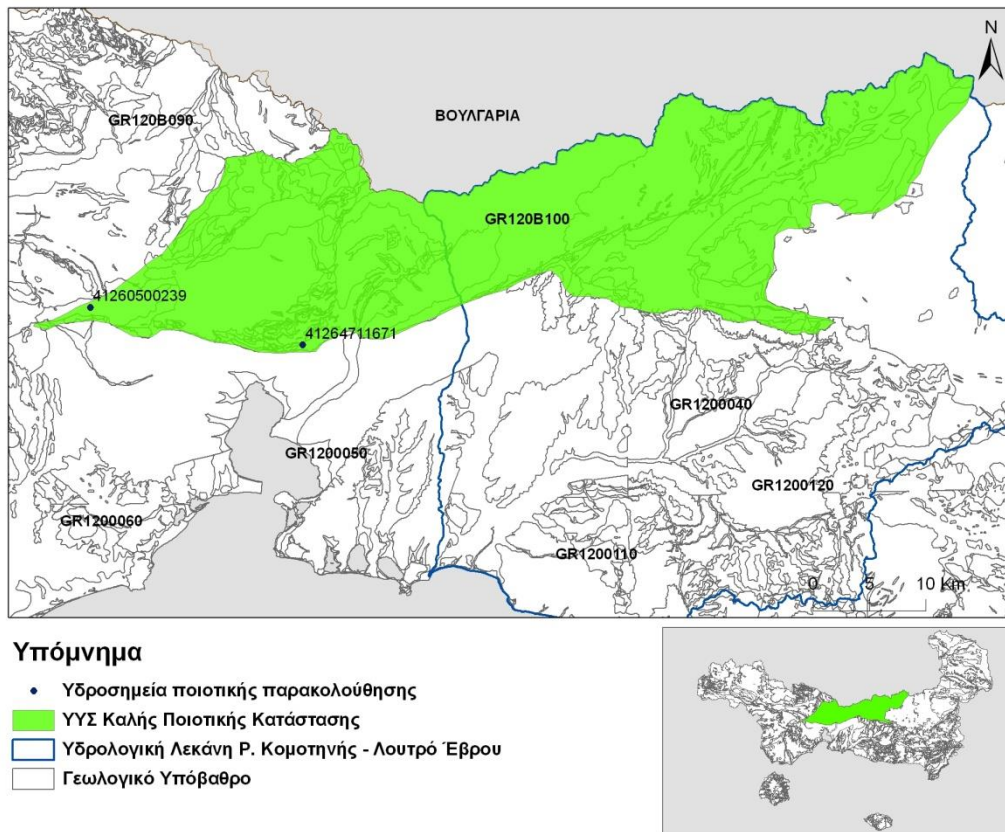 N
GR120B090
ΒΟΥΛΓΑΡΙΑ
GR120B100
41260500239
41264711671
GR1200040
GR1200050
GR1200120
GR1200060
GR1200110
0 5 10 Km
Υπόμνημα
Υδροσημεία ποιοτικής παρακολούθησης
ΥΥΣ Καλής Ποιοτικής Κατάστασης
Υδρολογική Λεκάνη Ρ. Κομοτηνής - Λουτρό Έβρου
Γεωλογικό Υπόβαθρο